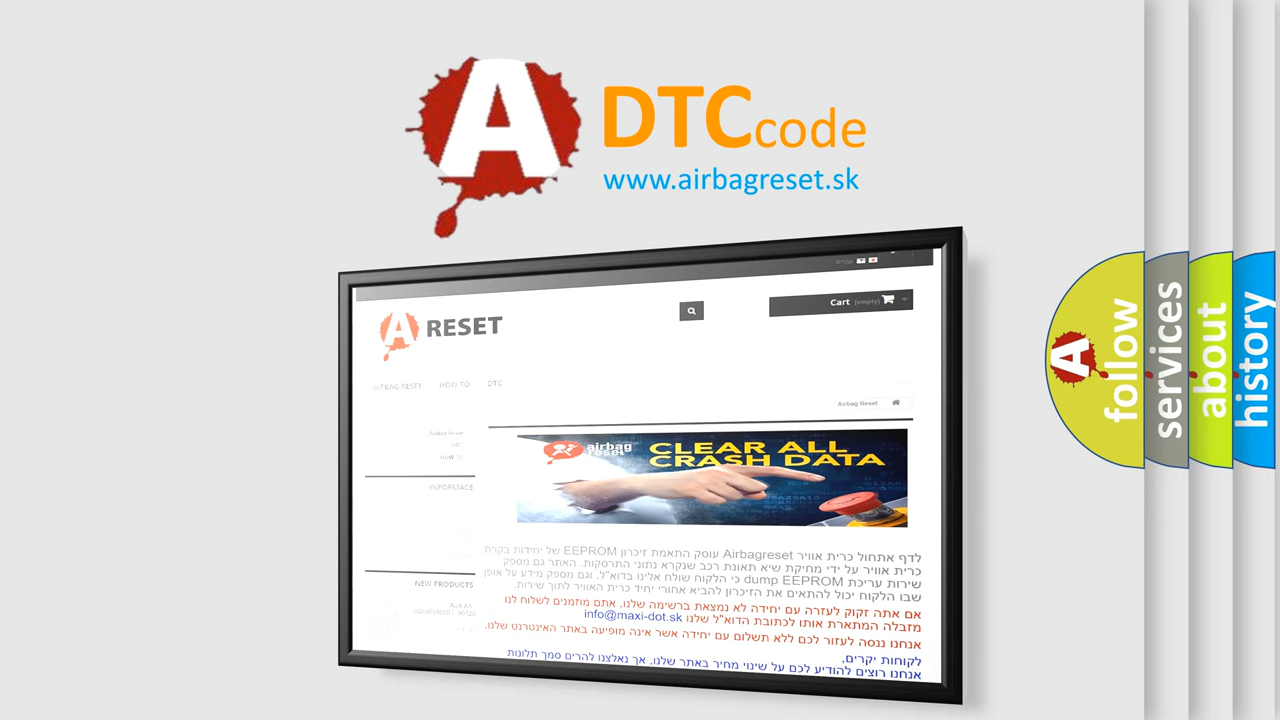 A
DTC code
www.airbagreset.sk
עברית
Cart (empty)
A RESET
AIRBAG RESET HOW TO DTC
Airbag Reset
Airbag Reset
INFORMACE
NEW PRODUCTS
airbag
reset
CLEAR ALL
CRASH DATA
לדף אתחול כרית אוויר Airbagreset עוסק התאמת זיכרון EEPROM של יחידות בקרת
כרית אוויר על ידי מחיקת שיא תאונת רכב שנקרא נתוני התרסקות. האתר גם מספק
שירות עריכת dump EEPROM כי הלקוח שולח אלינו בדוא"ל, וגם מספק מידע על אופן
שבו הלקוח יכול להתאים את הזיכרון להביא אחורי יחיד כרית האוויר לתוך שירות.
אם אתה זקוק לעזרה עם יחידה לא נמצאת ברשימה שלנו, אתם מוזמנים לשלוח לנו
מזבלה המתארת אותו לכתובת הדוא"ל שלנו info@maxi-dot.sk
אנחנו ננסה לעזור לכם ללא תשלום עם יחידה אשר אינה מופיעה באתר האינטרנט שלנו.
לקוחות יקרים,
אנחנו רוצים להודיע לכם על שינוי מחיר באתר שלנו, אך נאלצנו להרים סמך תלונות
A
follow
services
about
history